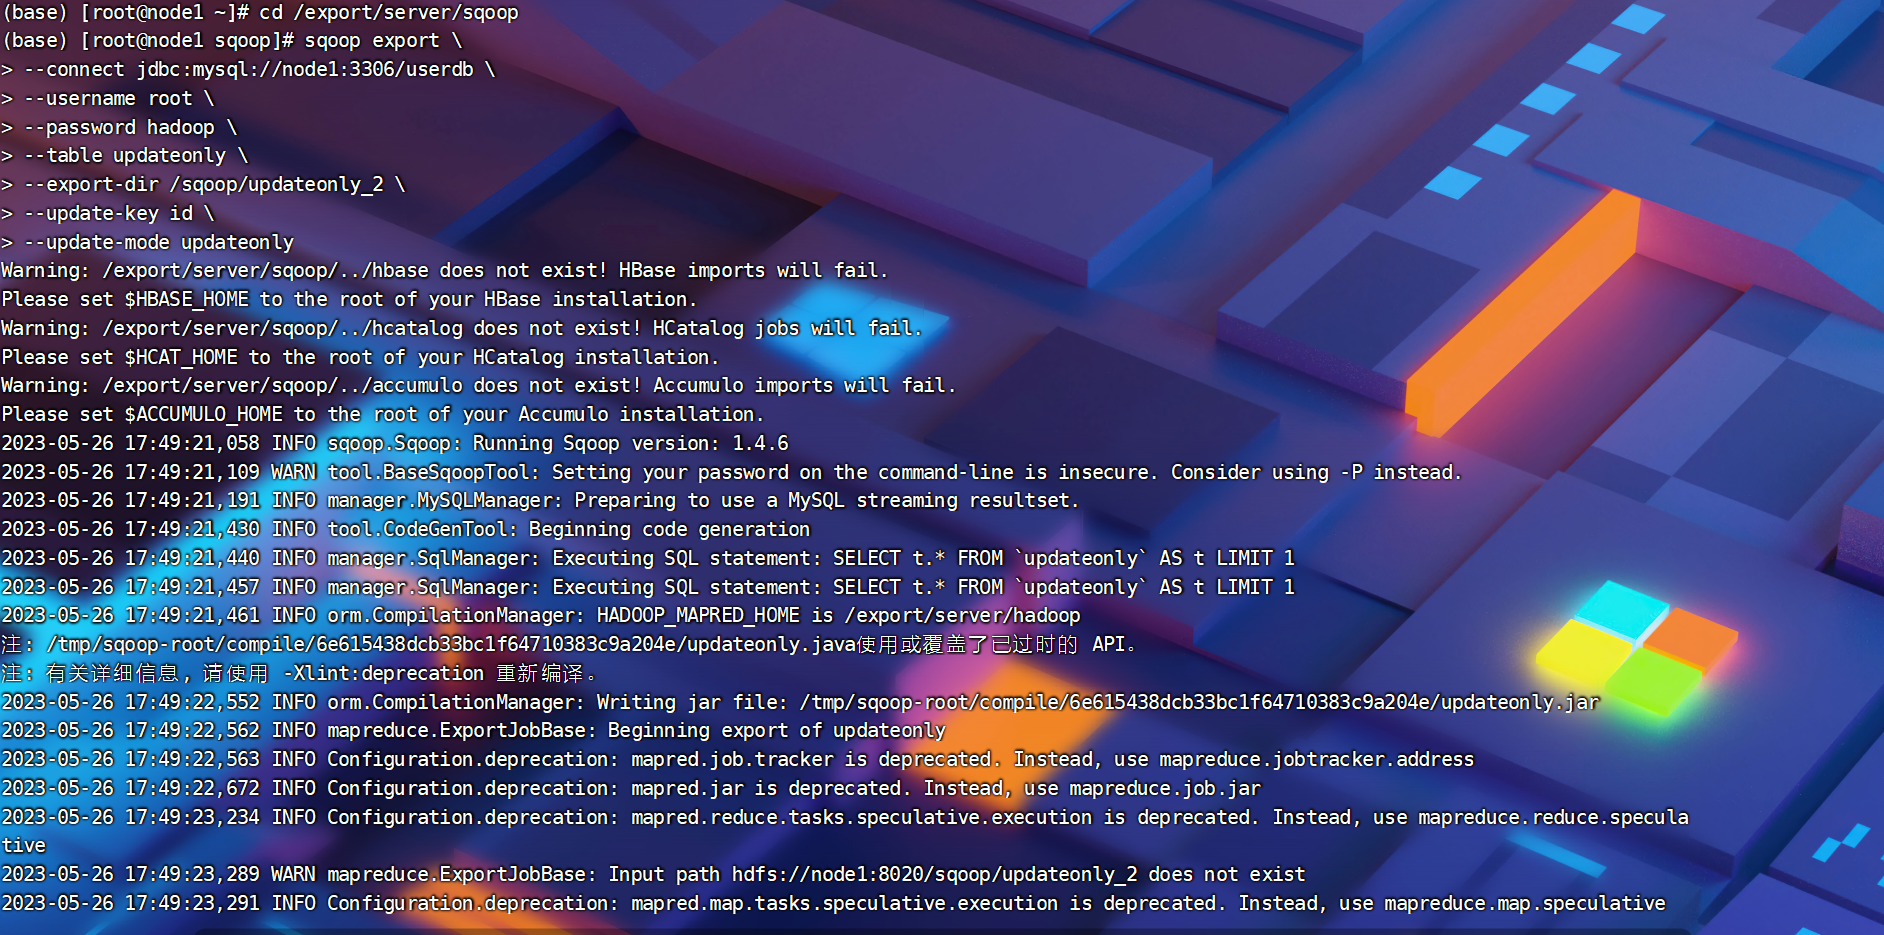 (base) [root@node1 ~]# cd /export/server/sqoop
(base) [root@node1 sqoop]# sqoop export \
> --connect jdbc:mysql://node1:3306/userdb \
> --username root \
> --password hadoop \
> --table updateonly \
> --export-dir /sqoop/updateonly_2 \
> --update-key id \
> --update-mode updateonly
Warning: /export/server/sqoop/../hbase does not exist! HBase imports will fail.
Please set $HBASE_HOME to the root of your HBase installation.
Warning: /export/server/sqoop/../hcatalog does not exist! HCatalog jobs will fail.
Please set $HCAT_HOME to the root of your HCatalog installation.
Warning: /export/server/sqoop/../accumulo does not exist! Accumulo imports will fail.
Please set $ACCUMULO_HOME to the root of your Accumulo installation.
2023-05-26 17:49:21,058 INFO sqoop.Sqoop: Running Sqoop version: 1.4.6
2023-05-26 17:49:21,109 WARN tool.BaseSqoopTool: Setting your password on the command-line is insecure. Consider using -P instead.
2023-05-26 17:49:21,191 INFO manager.MySQLManager: Preparing to use a MySQL streaming resultset.
2023-05-26 17:49:21,430 INFO tool.CodeGenTool: Beginning code generation
2023-05-26 17:49:21,440 INFO manager.SqlManager: Executing SQL statement: SELECT t.* FROM `updateonly` AS t LIMIT 1
2023-05-26 17:49:21,457 INFO manager.SqlManager: Executing SQL statement: SELECT t.* FROM `updateonly` AS t LIMIT 1
2023-05-26 17:49:21,461 INFO orm.CompilationManager: HADOOP_MAPRED_HOME is /export/server/hadoop
注: /tmp/sqoop-root/compile/6e615438dcb33bc1f64710383c9a204e/updateonly.java使用或覆盖了已过时的 API。
注: 有关详细信息, 请使用 -Xlint:deprecation 重新编译。
2023-05-26 17:49:22,552 INFO orm.CompilationManager: Writing jar file: /tmp/sqoop-root/compile/6e615438dcb33bc1f64710383c9a204e/updateonly.jar
2023-05-26 17:49:22,562 INFO mapreduce.ExportJobBase: Beginning export of updateonly
2023-05-26 17:49:22,563 INFO Configuration.deprecation: mapred.job.tracker is deprecated. Instead, use mapreduce.jobtracker.address
2023-05-26 17:49:22,672 INFO Configuration.deprecation: mapred.jar is deprecated. Instead, use mapreduce.job.jar
2023-05-26 17:49:23,234 INFO Configuration.deprecation: mapred.reduce.tasks.speculative.execution is deprecated. Instead, use mapreduce.reduce.specula
tive
2023-05-26 17:49:23,289 WARN mapreduce.ExportJobBase: Input path hdfs://node1:8020/sqoop/updateonly_2 does not exist
2023-05-26 17:49:23,291 INFO Configuration.deprecation: mapred.map.tasks.speculative.execution is deprecated. Instead, use mapreduce.map.speculative